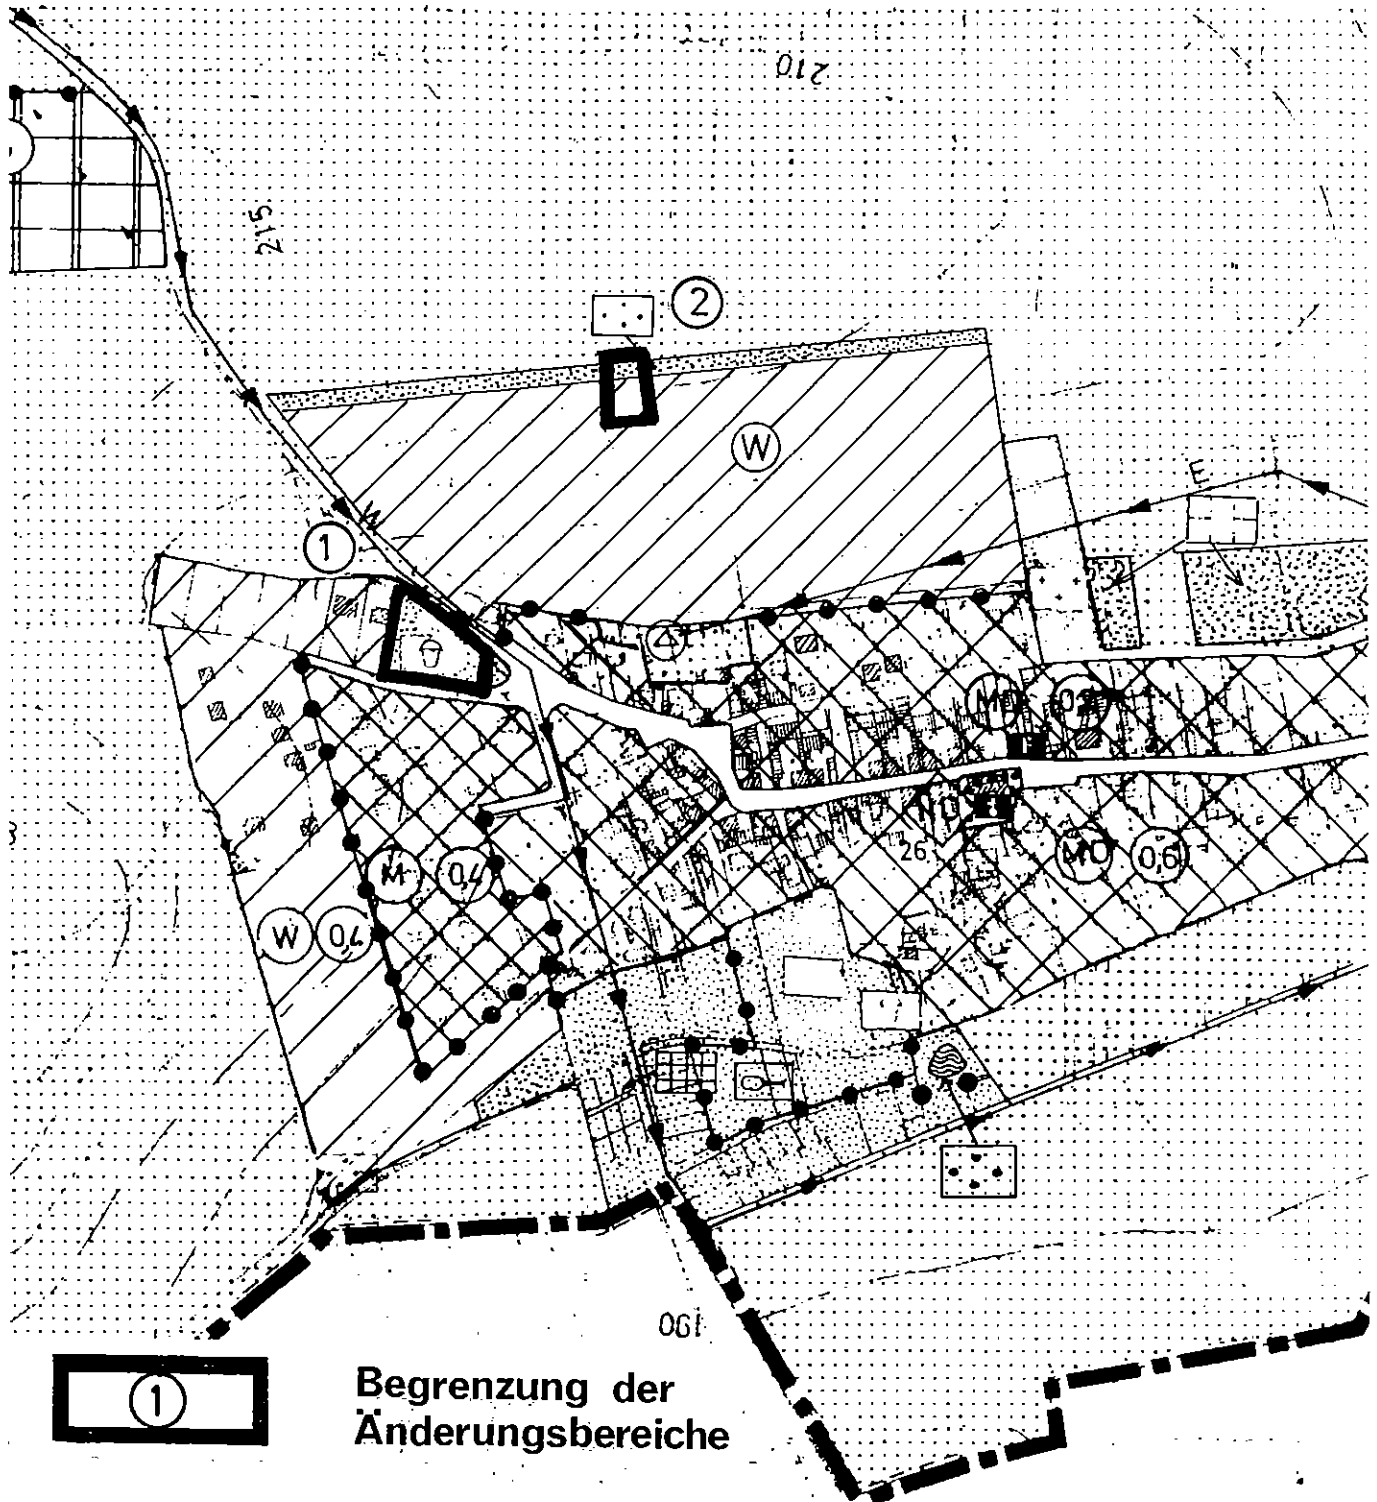 210
215
2
W
E
1
W
MD
26
MD 0,6
M 0,4
W 0,4
190
1
Begrenzung der
Änderungsbereiche